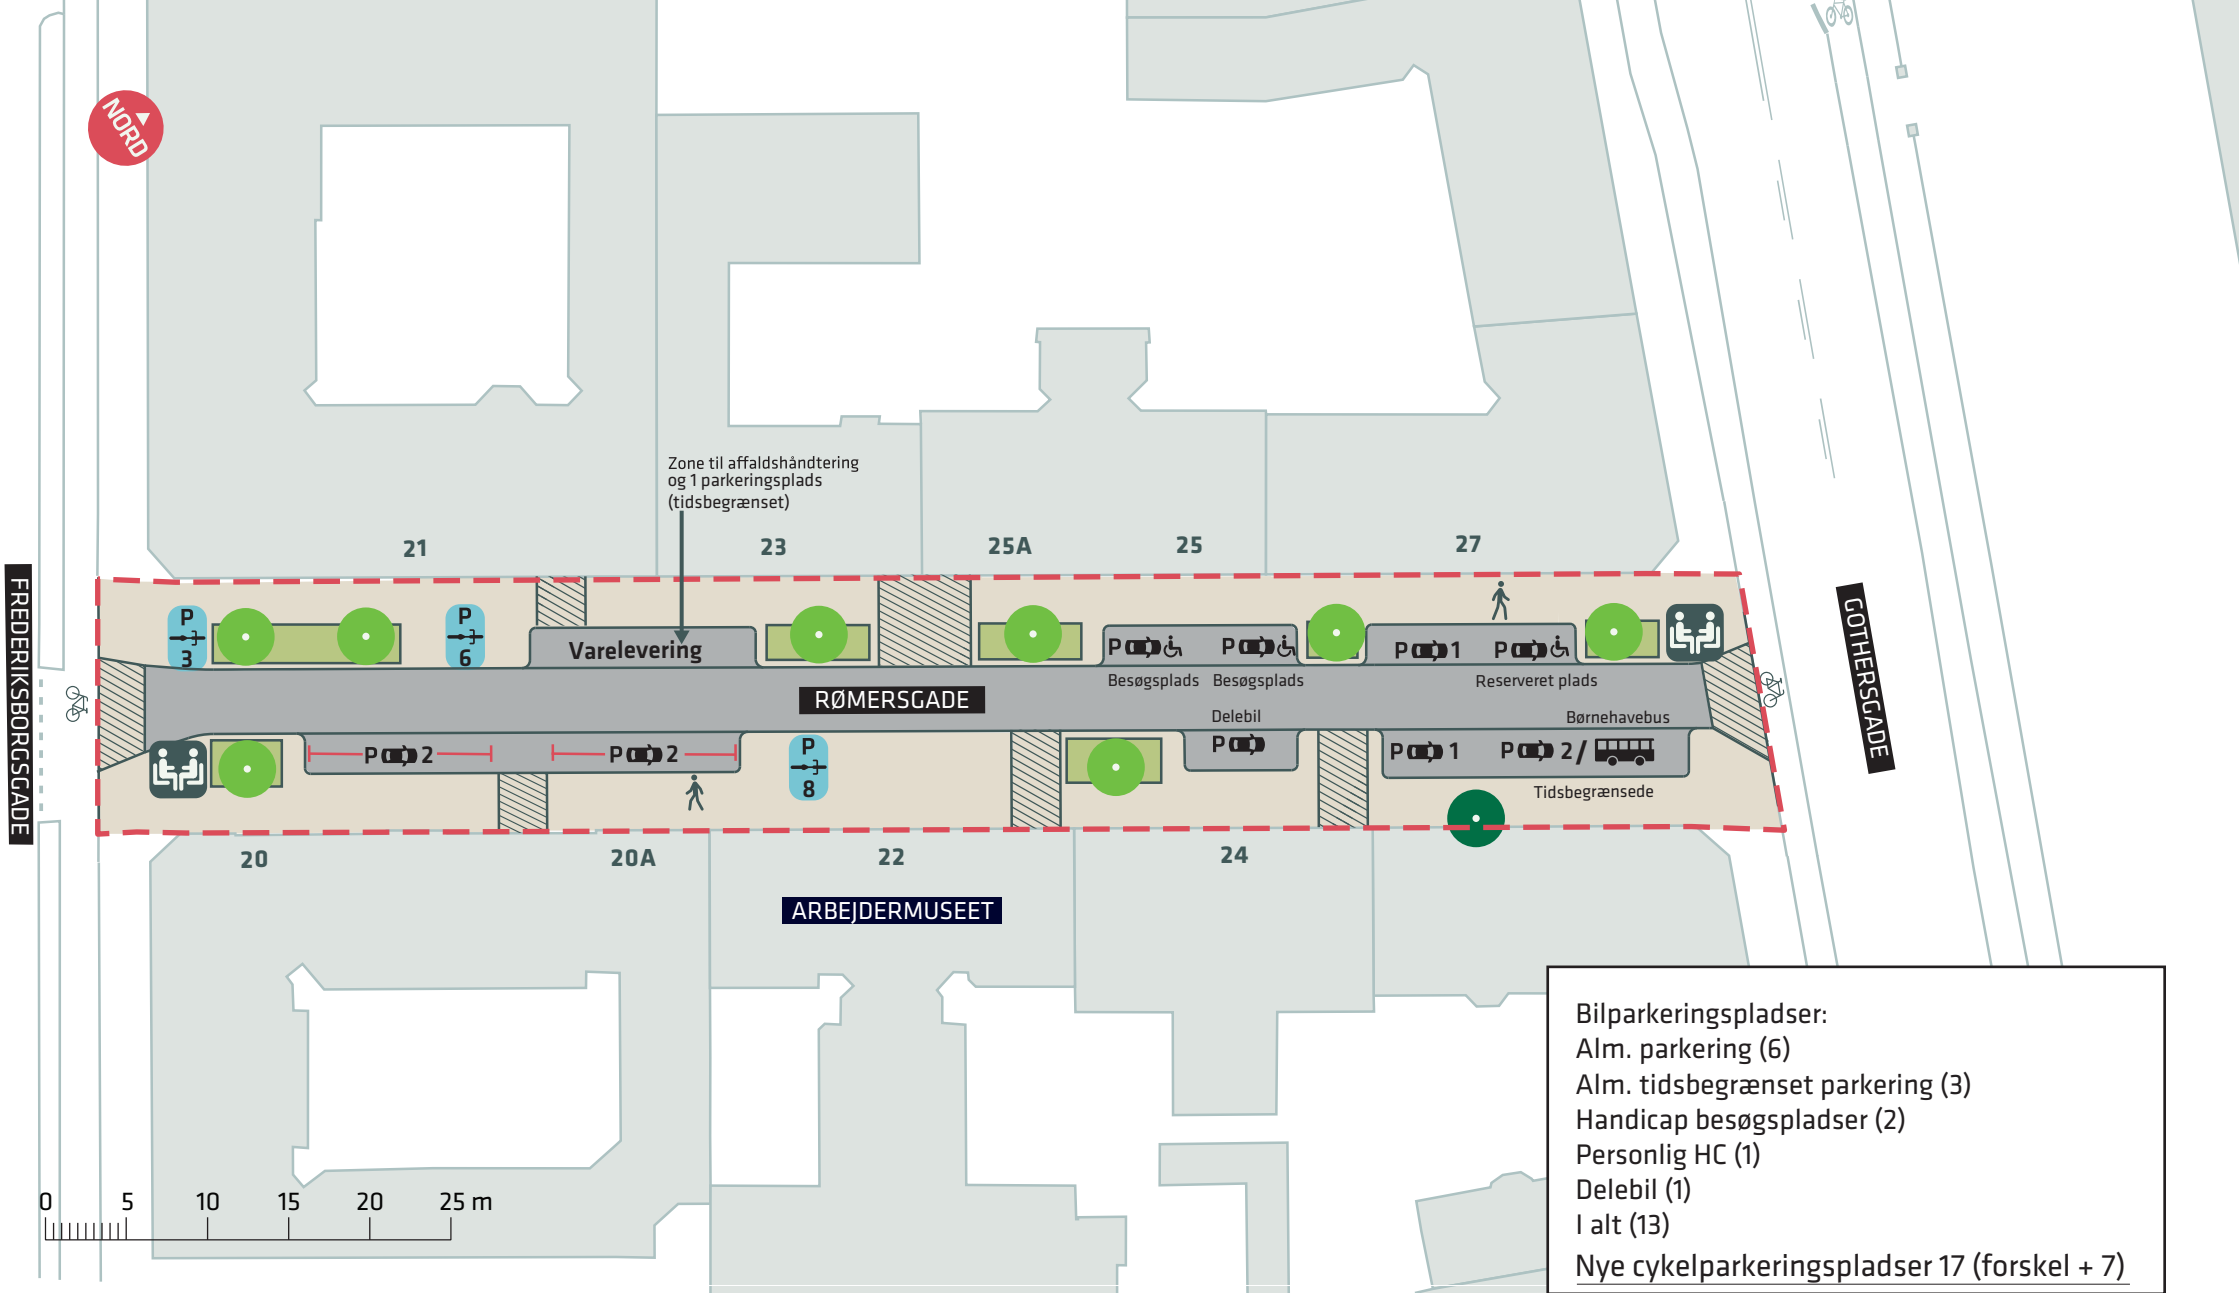 NORD
Zone til affaldshåndtering
og 1 parkeringsplads
(tidsbegrænset)
21
23
25A
25
27
FREDERIKSBORGSGADE
GOTHERSGADE
P
3
P
6
Varelevering
P
P
P 1
P
Besøgsplads
Besøgsplads
Reserveret plads
RØMERSGADE
Delebil
Børnehavebus
P 2
P 2
P
8
P
P 1
P 2 /
Tidsbegrænsede
20
20A
22
24
ARBEJDERMUSEET
0 5 10 15 20 25 m
Bilparkeringspladser:
Alm. parkering (6)
Alm. tidsbegrænset parkering (3)
Handicap besøgspladser (2)
Personlig HC (1)
Delebil (1)
I alt (13)
Nye cykelparkeringspladser 17 (forskel + 7)